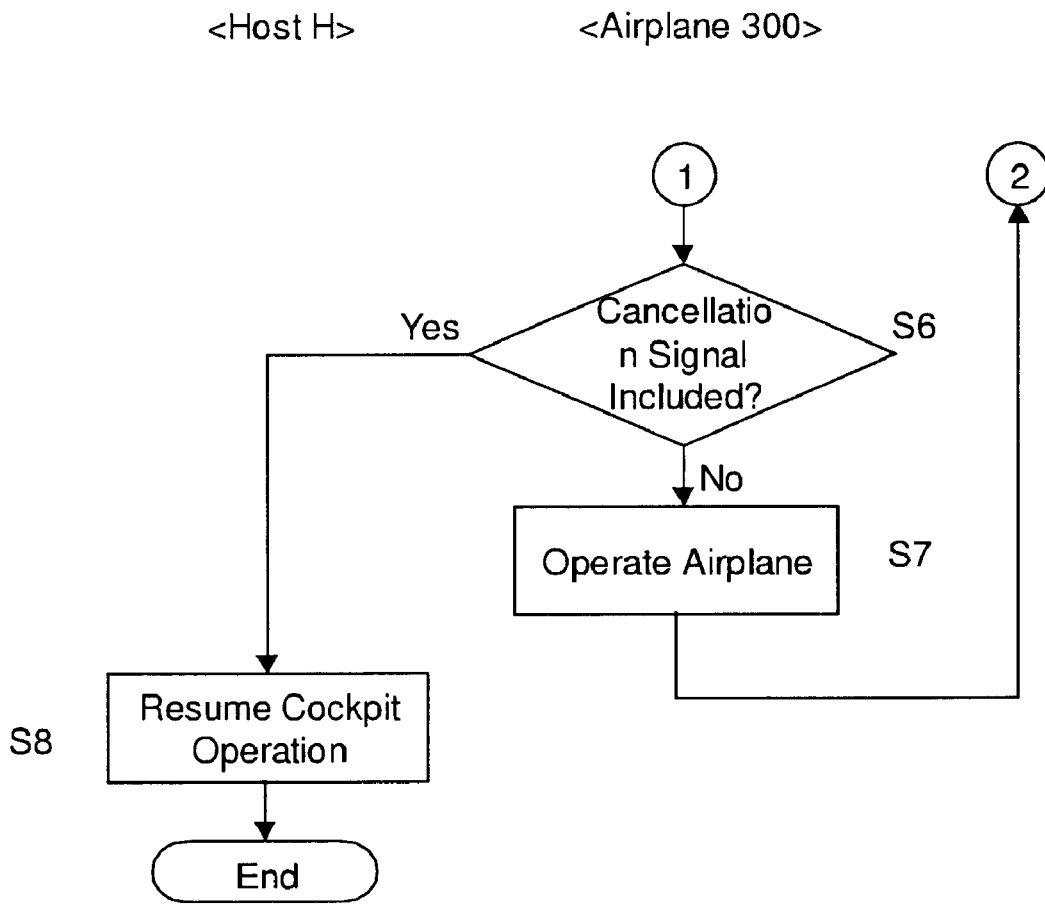 <Host H>
<Airplane 300>
1
2
Yes
Cancellatio
n Signal
Included?
S6
No
Operate Airplane
S7
Resume Cockpit
Operation
S8
End